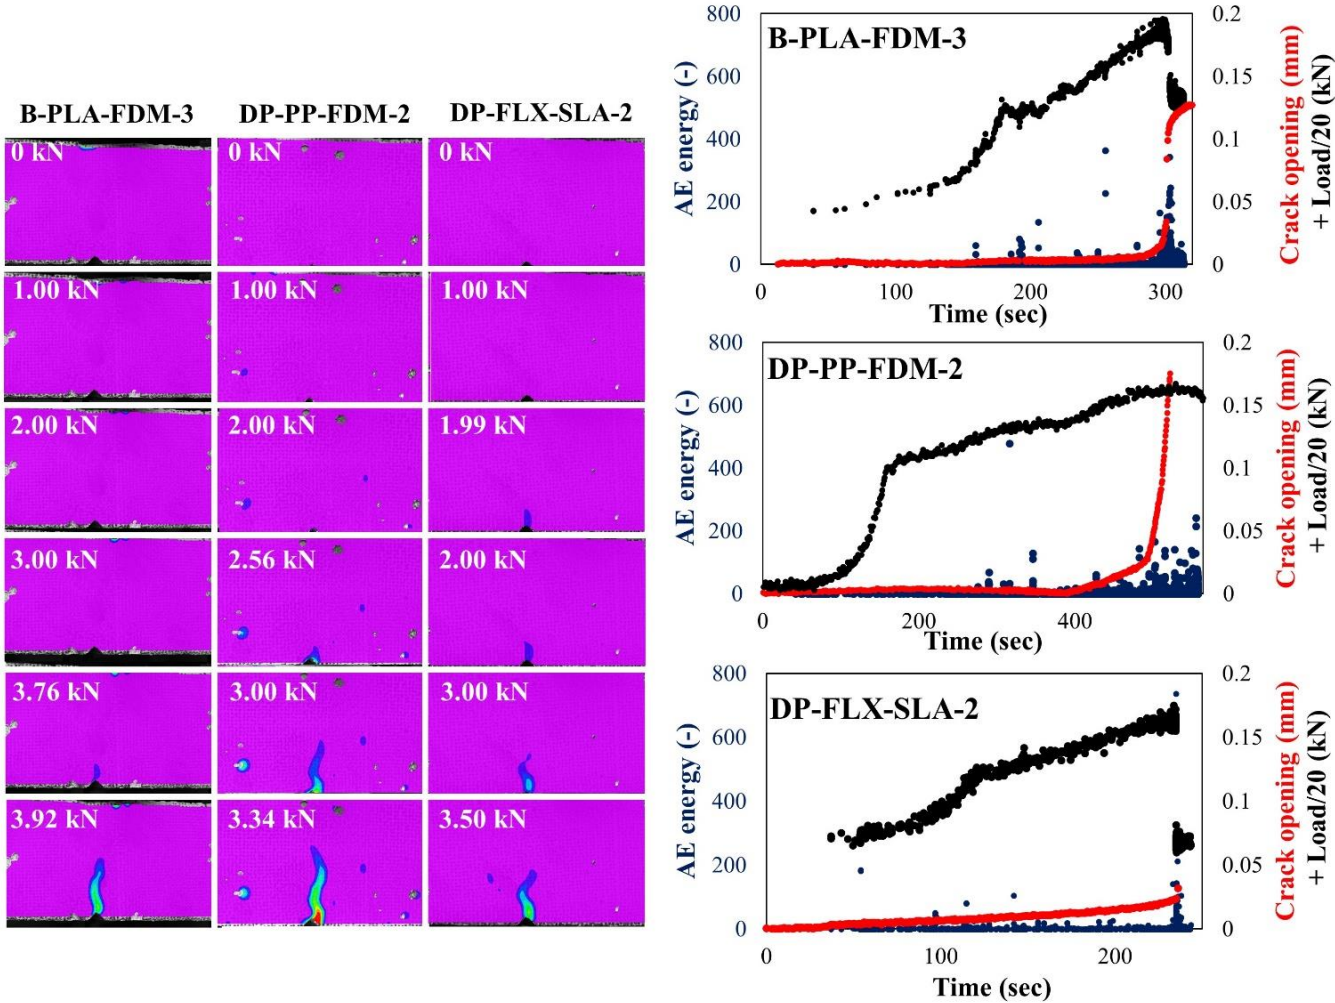 B-PLA-FDM-3 DP-PP-FDM-2 DP-FLX-SLA-2
0 kN 0 kN 0 kN
1.00 kN 1.00 kN 1.00 kN
2.00 kN 2.00 kN 1.99 kN
3.00 kN 2.56 kN 2.00 kN
3.76 kN 3.00 kN 3.00 kN
3.92 kN 3.34 kN 3.50 kN
B-PLA-FDM-3
AE energy (-)
800
600
400
200
0
0.2
0.15
0.1
0.05
0
Crack opening (mm)
+ Load/20 (kN)
0 100 200 300
Time (sec)
DP-PP-FDM-2
AE energy (-)
800
600
400
200
0
0.2
0.15
0.1
0.05
0
Crack opening (mm)
+ Load/20 (kN)
0 200 400
Time (sec)
DP-FLX-SLA-2
AE energy (-)
800
600
400
200
0
0.2
0.15
0.1
0.05
0
Crack opening (mm)
+ Load/20 (kN)
0 100 200
Time (sec)